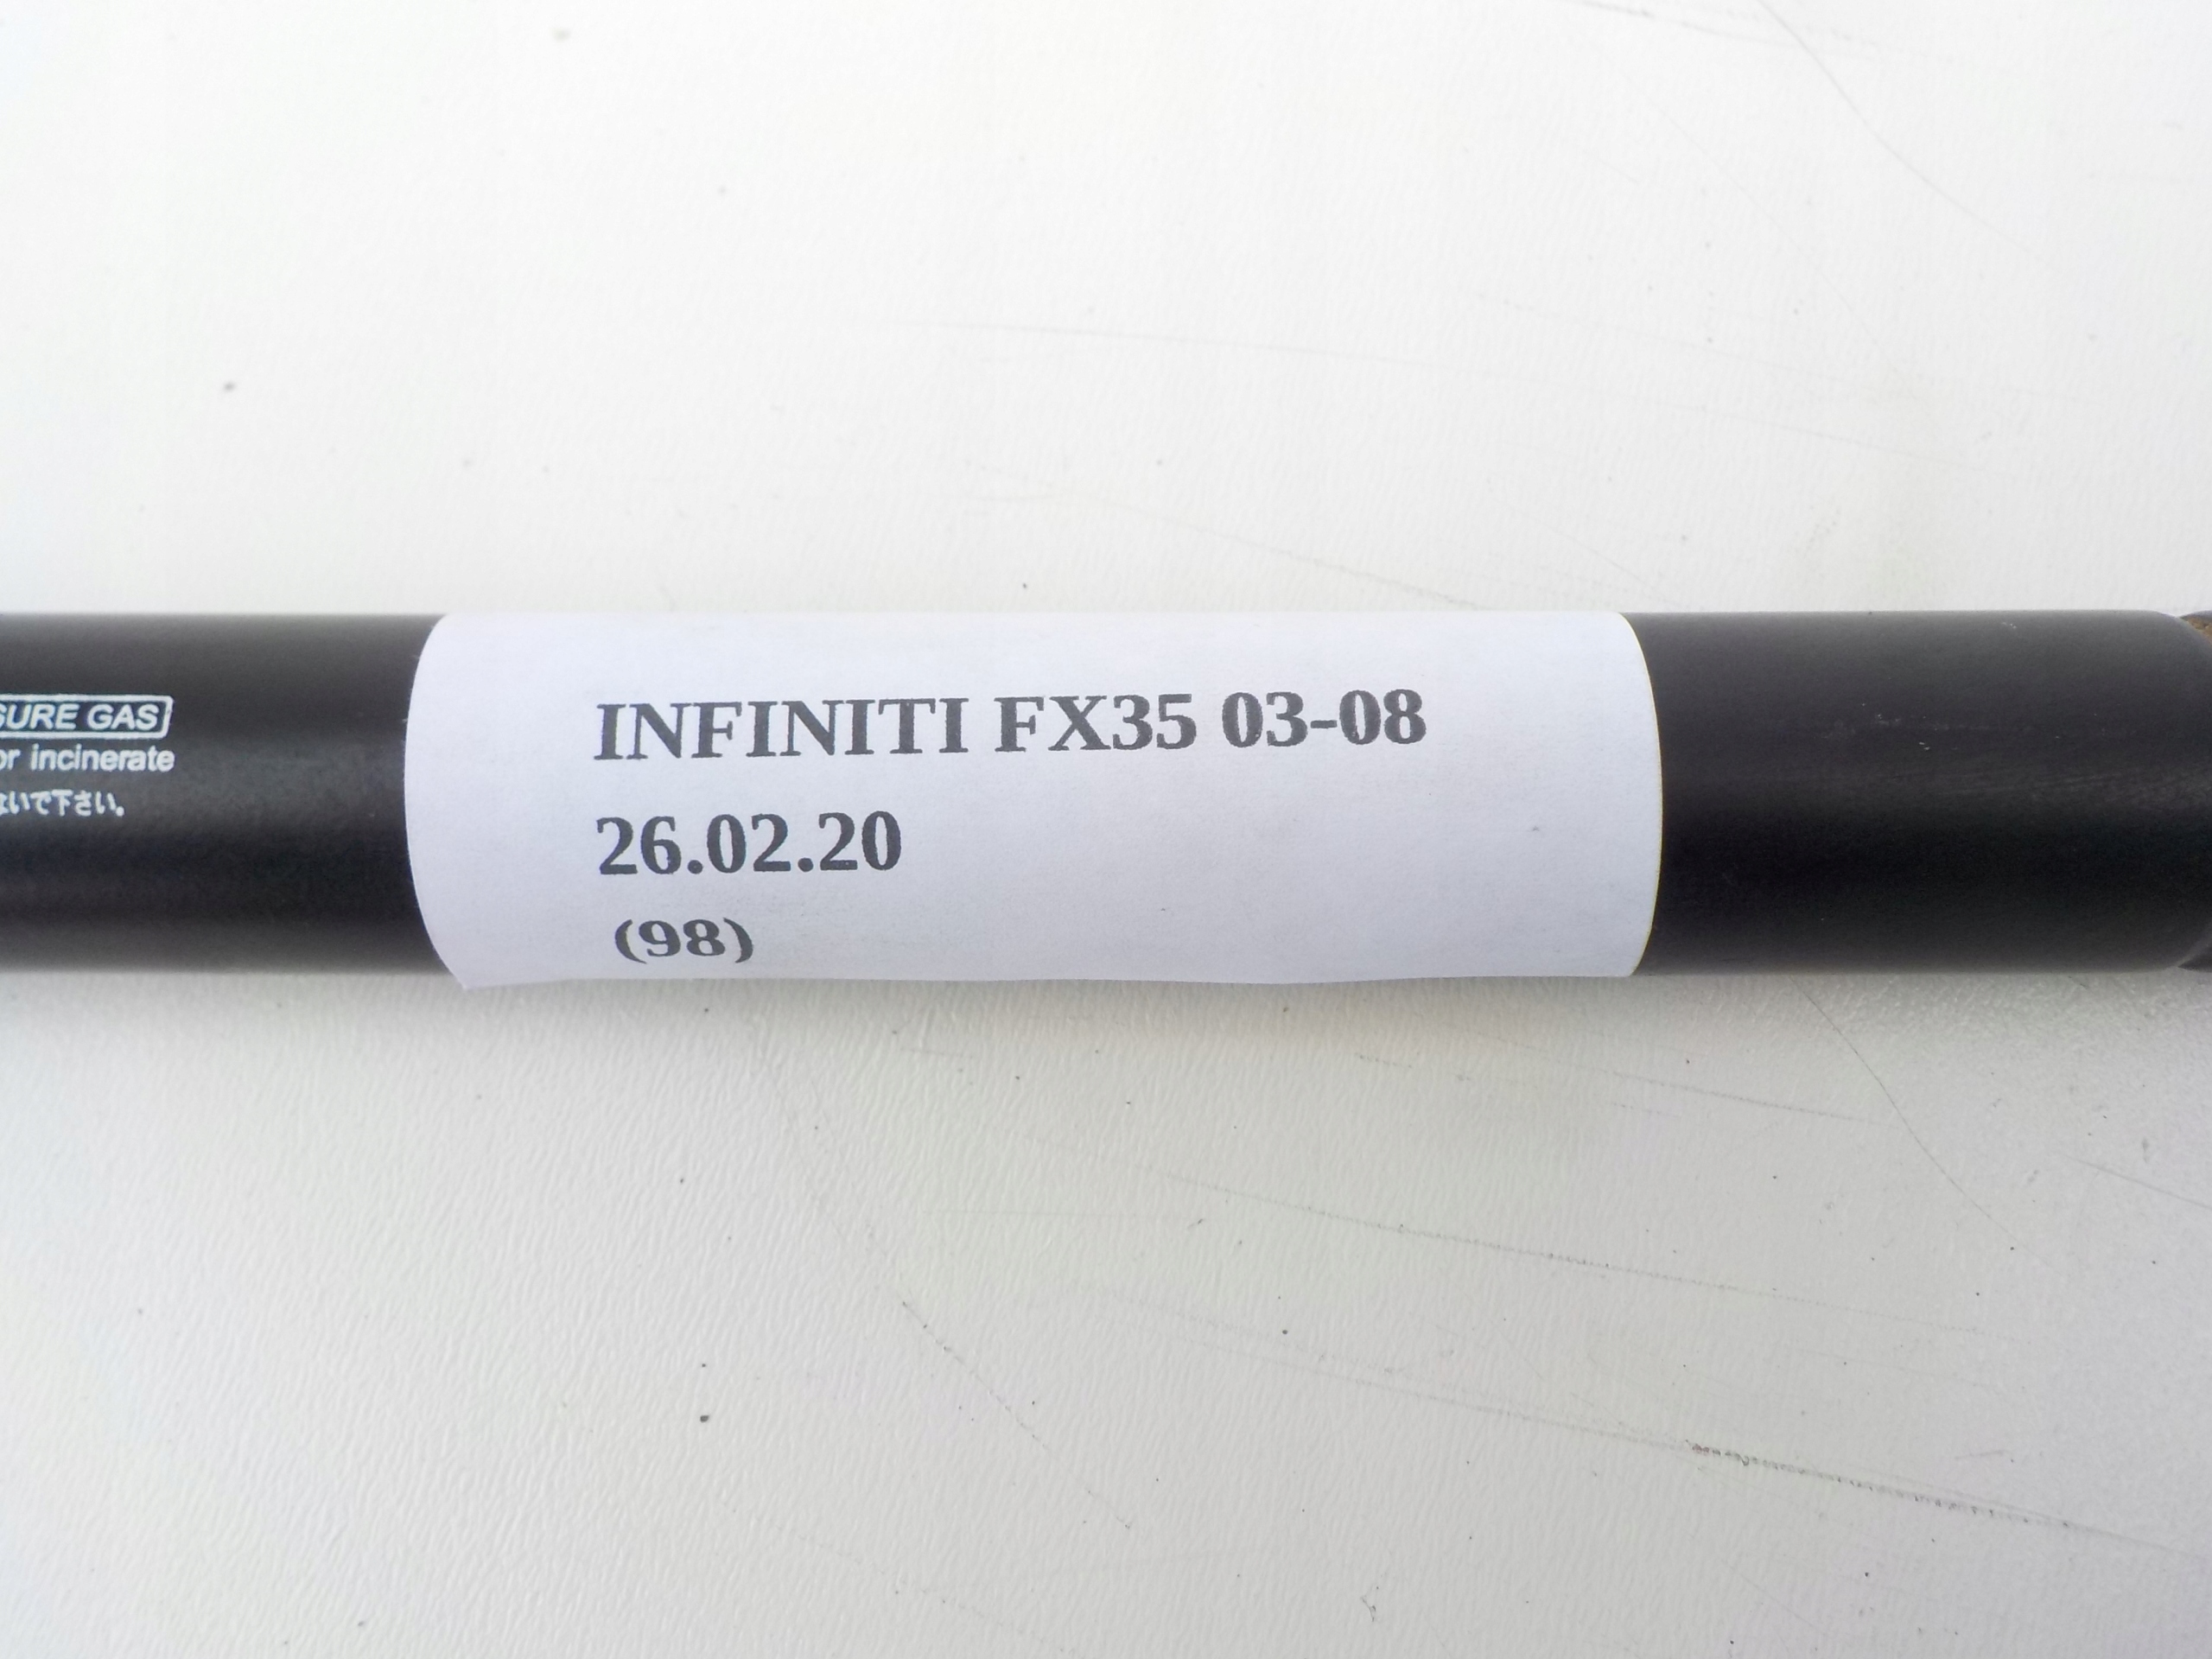 SURE GAS
or incinerate
ないで下さい。
INFINITI FX35 03-08
26.02.20
(98)